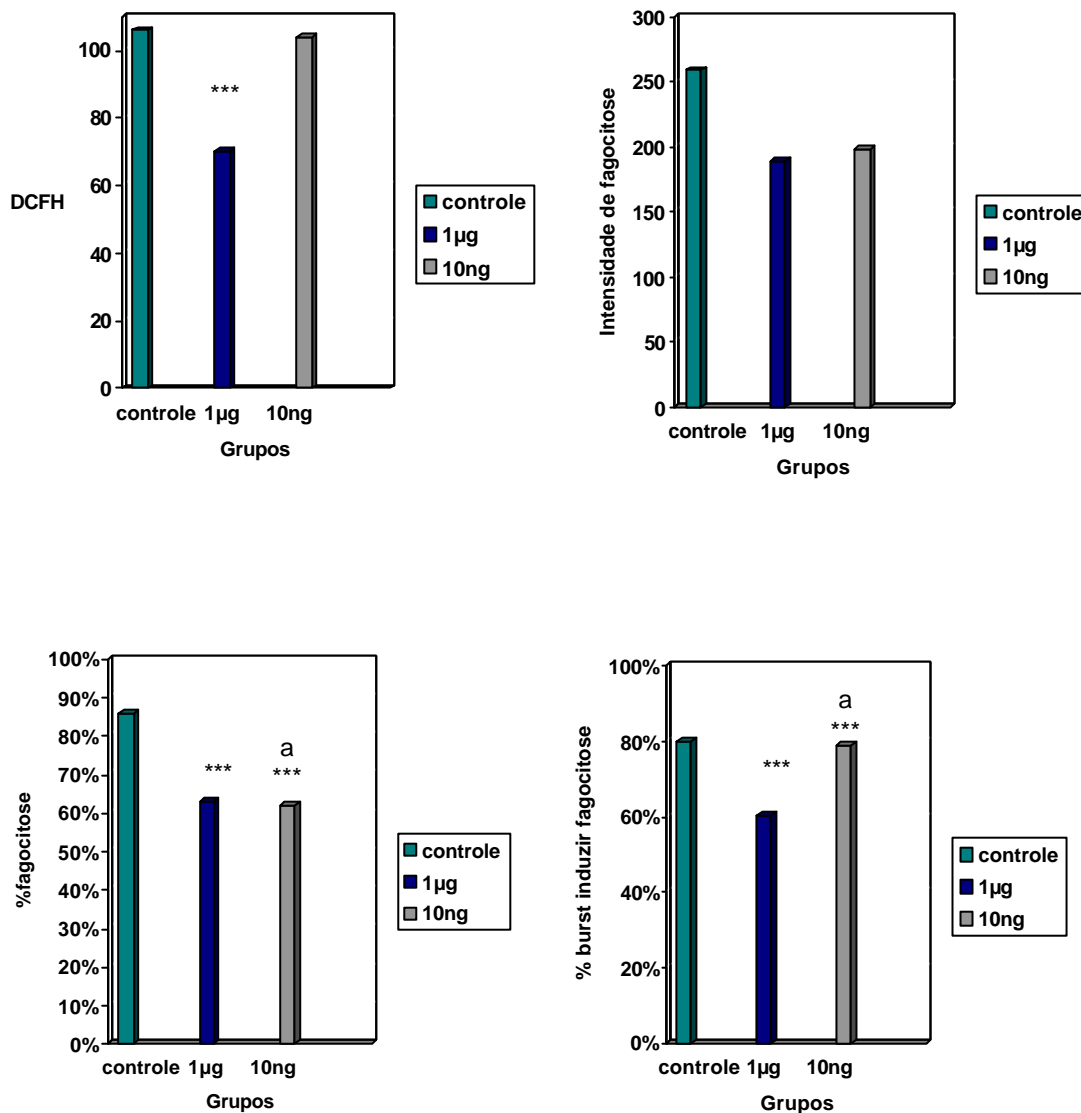 100
80
60
40
20
0
DCFH
***
controle 1µg 10ng
Grupos
controle
1µg
10ng
300
250
200
150
100
50
0
Intensidade de fagocitose
controle 1µg 10ng
Grupos
controle
1µg
10ng
100%
90%
80%
70%
60%
50%
40%
30%
20%
10%
0%
%fagocitose
a
*** ***
controle 1µg 10ng
Grupos
controle
1µg
10ng
100%
80%
60%
40%
20%
0%
% burst induzir fagocitose
a
***
***
controle 1µg 10ng
Grupos
controle
1µg
10ng